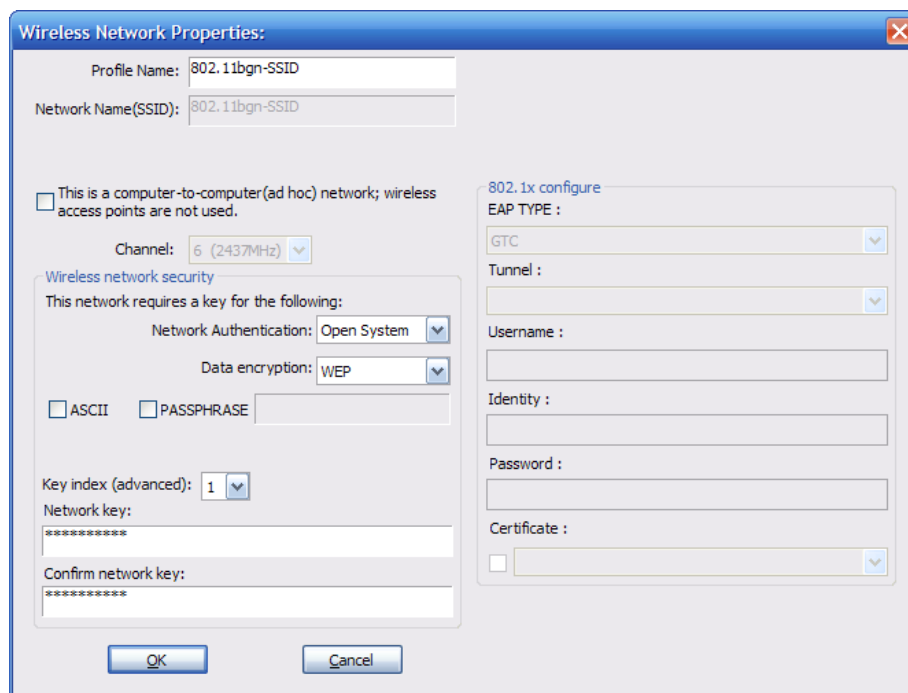 Wireless Network Properties:
Profile Name: 802.11bgn-SSID
Network Name(SSID): 802.11bgn-SSID
This is a computer-to-computer(ad hoc) network; wireless
access points are not used.
Channel: 6 (2437MHz)
Wireless network security
This network requires a key for the following:
Network Authentication: Open System
Data encryption: WEP
ASCII PASSPHRASE
Key index (advanced): 1
Network key:
**********
Confirm network key:
**********
OK Cancel
802.1x configure
EAP TYPE :
GTC
Tunnel :
Username :
Identity :
Password :
Certificate :